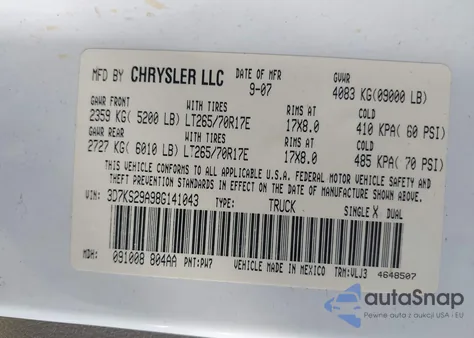 MFD BY CHRYSLER LLC DATE OF MFR GVWR
9-07 4083 KG(09000 LB)
GAWR FRONT WITH TIRES RIMS AT COLD
2359 KG( 5200 LB) LT265/70R17E 17X8.0 410 KPA( 60 PSI)
GAWR REAR WITH TIRES RIMS AT COLD
2727 KG( 6010 LB) LT265/70R17E 17X8.0 485 KPA( 70 PSI)
THIS VEHICLE CONFORMS TO ALL APPLICABLE U.S.A. FEDERAL MOTOR VEHICLE SAFETY
AND THEFT PREVENTION STANDARDS IN EFFECT ON THE DATE OF MANUFACTURE SHOWN ABOVE.
VIN: 3D7KS29A98G141043 TYPE: TRUCK SINGLE X DUAL
MDH: 091008 804AA PNT: PW7 VEHICLE MADE IN MEXICO TRM: VLJ3 4648507
autoSnap
Pewne auto z USA i EU